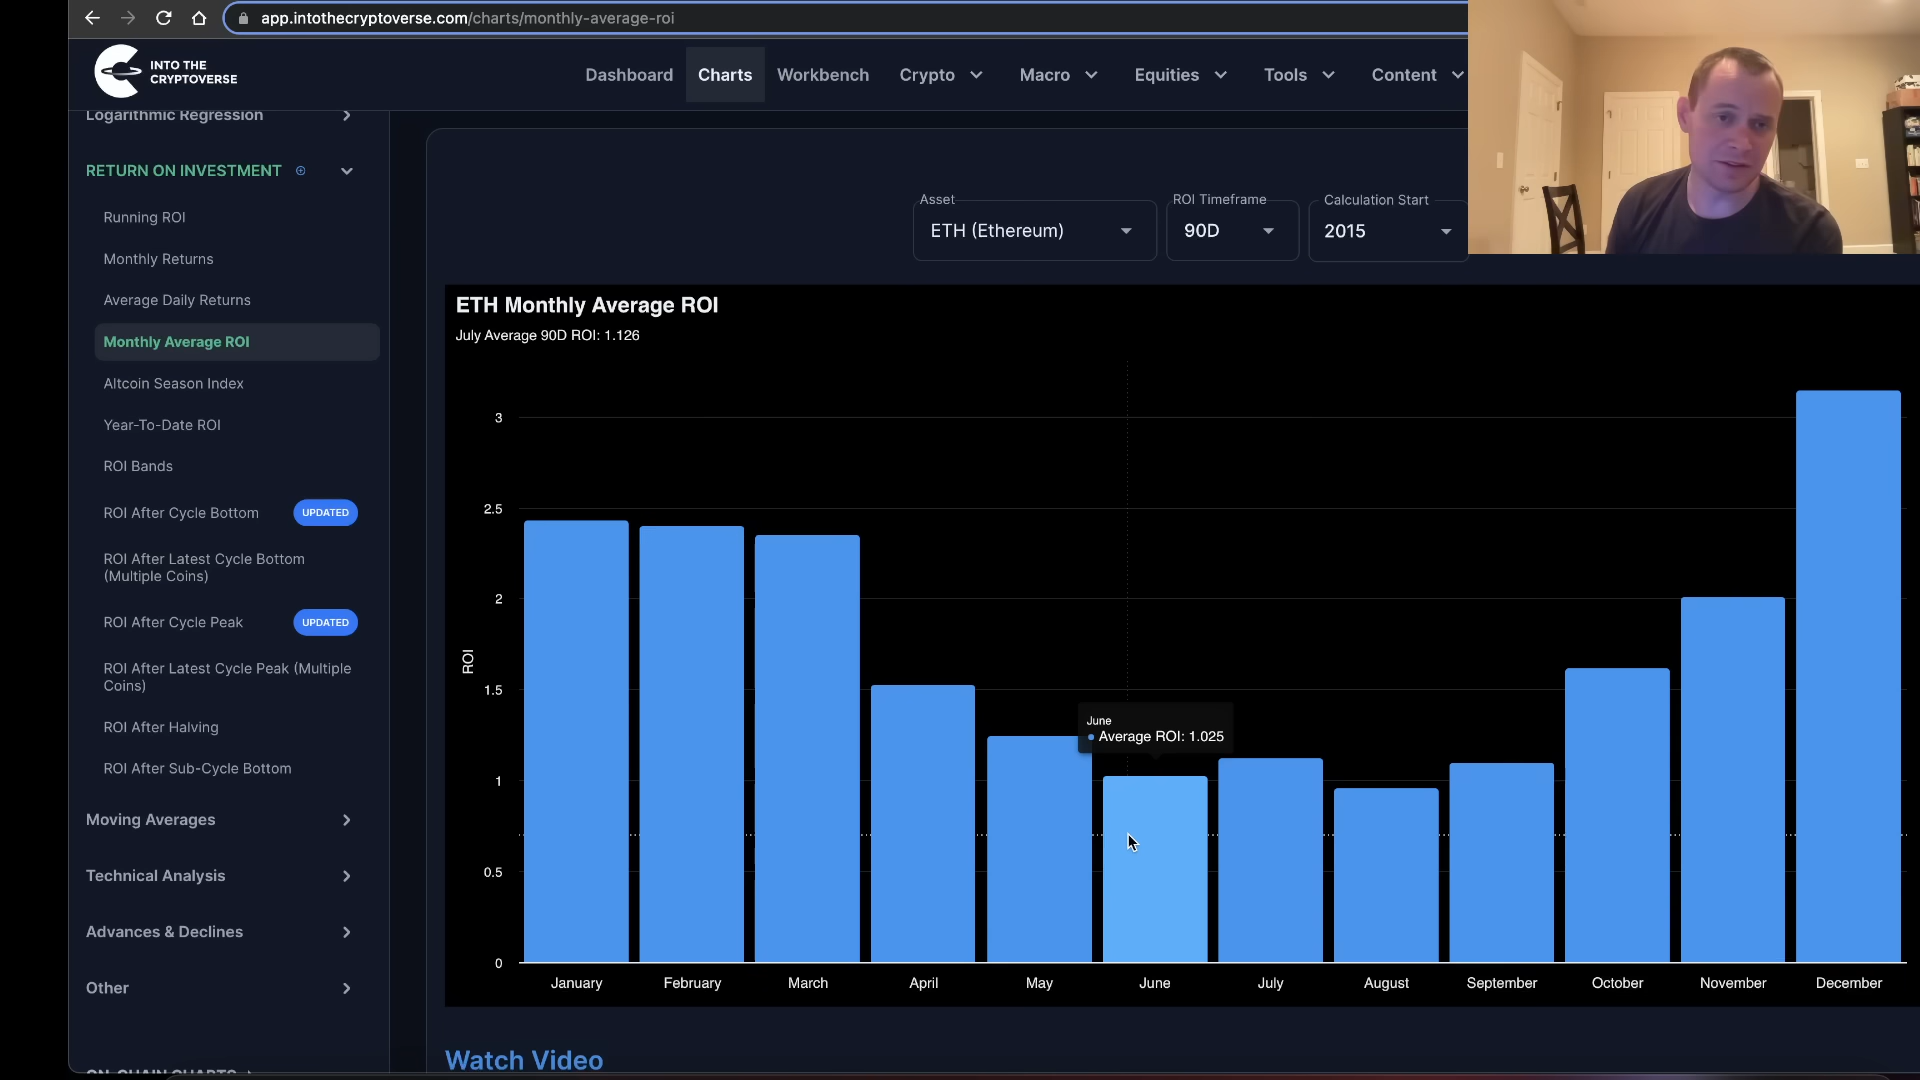 app.intothecryptoverse.com/charts/monthly-average-roi
INTO THE
CRYPTOVERSE
Dashboard
Charts
Workbench
Crypto
Macro
Equities
Tools
Content
Logarithmic Regression
RETURN ON INVESTMENT
Running ROI
Monthly Returns
Average Daily Returns
Monthly Average ROI
Altcoin Season Index
Year-To-Date ROI
ROI Bands
ROI After Cycle Bottom
UPDATED
ROI After Latest Cycle Bottom
(Multiple Coins)
ROI After Cycle Peak
UPDATED
ROI After Latest Cycle Peak (Multiple
Coins)
ROI After Halving
ROI After Sub-Cycle Bottom
Moving Averages
Technical Analysis
Advances & Declines
Other
ON-CHAIN CHARTS
Asset
ETH (Ethereum)
ROI Timeframe
90D
Calculation Start
2015
ETH Monthly Average ROI
July Average 90D ROI: 1.126
ROI
3
2.5
2
1.5
1
0.5
0
June
Average ROI: 1.025
January
February
March
April
May
June
July
August
September
October
November
December
Watch Video